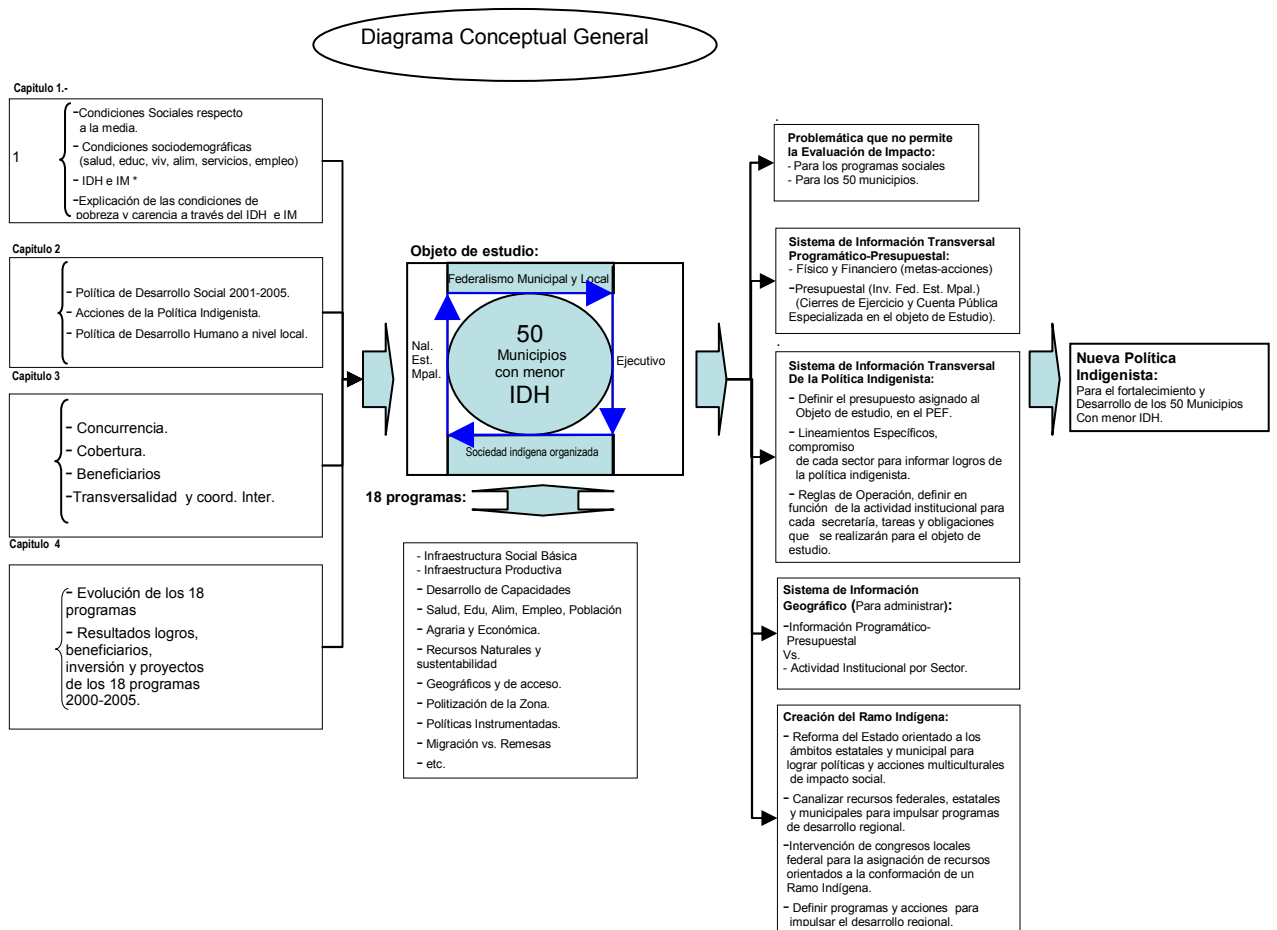 Diagrama Conceptual General
Capitulo 1.-
1
-Condiciones Sociales respecto
a la media.
- Condiciones sociodemográficas
(salud, educ, viv, alim, servicios, empleo)
- IDH e IM *
- Explicación de las condiciones de
pobreza y carencia a través del IDH e IM
Capitulo 2
- Política de Desarrollo Social 2001-2005.
- Acciones de la Política Indigenista.
- Política de Desarrollo Humano a nivel local.
Capitulo 3
- Concurrencia.
- Cobertura.
- Beneficiarios
-Transversalidad y coord. Inter.
Capitulo 4
- Evolución de los 18
programas
- Resultados logros,
beneficiarios,
inversión y proyectos
de los 18 programas
2000-2005.
Objeto de estudio:
Federalismo Municipal y Local
Nal.
Est.
Mpal.
50
Municipios
con menor
IDH
Ejecutivo
Sociedad indígena organizada
18 programas:
- Infraestructura Social Básica
- Infraestructura Productiva
- Desarrollo de Capacidades
- Salud, Edu, Alim, Empleo, Población
- Agraria y Económica.
- Recursos Naturales y
sustentabilidad
- Geográficos y de acceso.
- Politización de la Zona.
- Políticas Instrumentadas.
- Migración vs. Remesas
- etc.
.
Problemática que no permite
la Evaluación de Impacto:
- Para los programas sociales
- Para los 50 municipios.
Sistema de Información Transversal
Programático-Presupuestal:
- Físico y Financiero (metas-acciones)
-Presupuestal (Inv. Fed. Est. Mpal.)
(Cierres de Ejercicio y Cuenta Pública
Especializada en el objeto de Estudio).
.
Sistema de Información Transversal
De la Política Indigenista:
- Definir el presupuesto asignado al
Objeto de estudio, en el PEF.
- Lineamientos Específicos,
compromiso
de cada sector para informar logros de
la política indigenista.
- Reglas de Operación, definir en
función de la actividad institucional para
cada secretaría, tareas y obligaciones
que se realizarán para el objeto de
estudio.
Sistema de Información
Geográfico (Para administrar):
-Información Programático-
Presupuestal
Vs.
- Actividad Institucional por Sector.
Creación del Ramo Indígena:
- Reforma del Estado orientado a los
ámbitos estatales y municipal para
lograr políticas y acciones multiculturales
de impacto social.
- Canalizar recursos federales, estatales
y municipales para impulsar programas
de desarrollo regional.
-Intervención de congresos locales
federal para la asignación de recursos
orientados a la conformación de un
Ramo Indígena.
- Definir programas y acciones para
impulsar el desarrollo regional.
Nueva Política
Indigenista:
Para el fortalecimiento y
Desarrollo de los 50 Municipios
Con menor IDH.